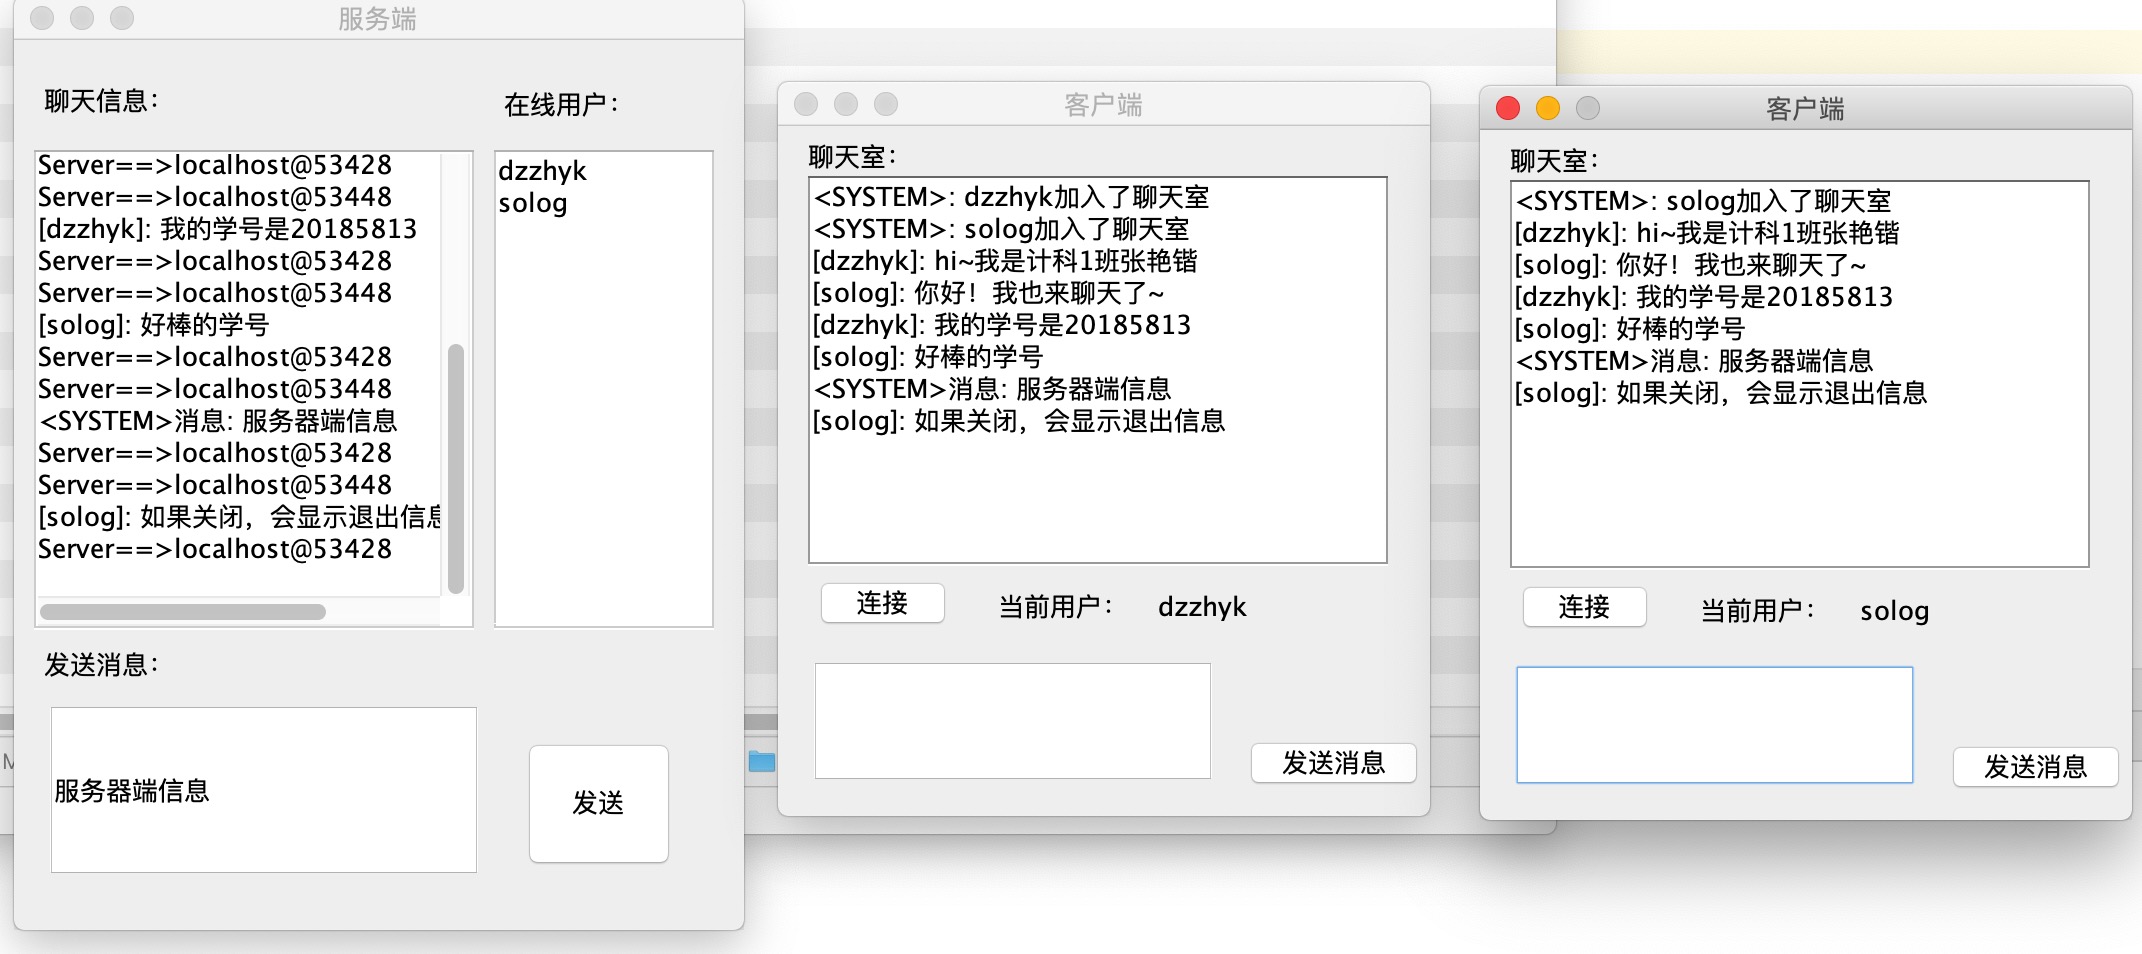 服务端
聊天信息：
在线用户：
Server==>localhost@53428
Server==>localhost@53448
[dzzhyk]: 我的学号是20185813
Server==>localhost@53428
Server==>localhost@53448
[solog]: 好棒的学号
Server==>localhost@53428
Server==>localhost@53448
<SYSTEM>消息: 服务器端信息
Server==>localhost@53428
Server==>localhost@53448
[solog]: 如果关闭，会显示退出信息
Server==>localhost@53428
dzzhyk
solog
发送消息：
服务器端信息
发送
客户端
聊天室：
<SYSTEM>: dzzhyk加入了聊天室
<SYSTEM>: solog加入了聊天室
[dzzhyk]: hi~我是计科1班张艳锴
[solog]: 你好！我也来聊天了~
[dzzhyk]: 我的学号是20185813
[solog]: 好棒的学号
<SYSTEM>消息: 服务器端信息
[solog]: 如果关闭，会显示退出信息
连接 当前用户： dzzhyk
发送消息
客户端
聊天室：
<SYSTEM>: solog加入了聊天室
[dzzhyk]: hi~我是计科1班张艳锴
[solog]: 你好！我也来聊天了~
[dzzhyk]: 我的学号是20185813
[solog]: 好棒的学号
<SYSTEM>消息: 服务器端信息
[solog]: 如果关闭，会显示退出信息
连接 当前用户： solog
发送消息